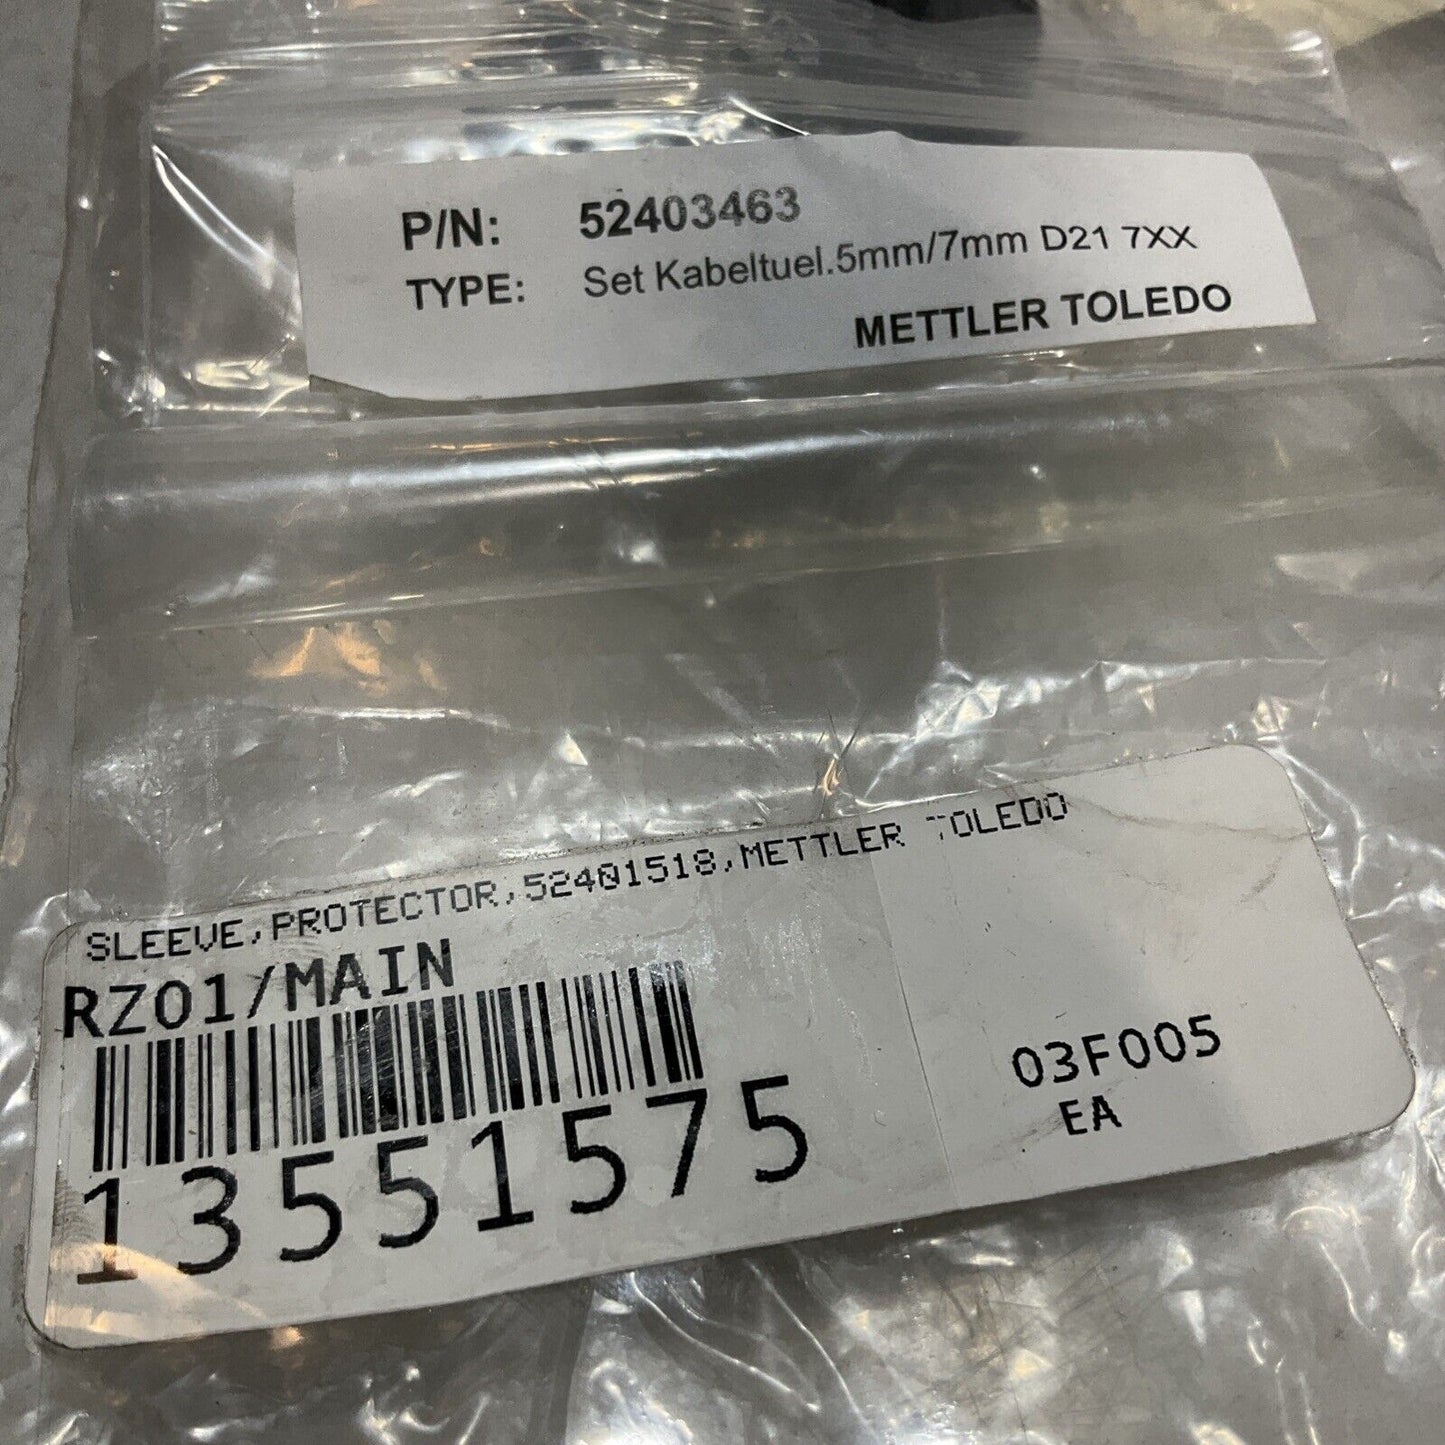 P/N: 52403463
TYPE: Set Kabeltuel.5mm/7mm D21 7XX
METTLER TOLEDO
SLEEVE,PROTECTOR,52401518,METTLER TOLEDO
RZ01/MAIN
13551575
03F005
EA